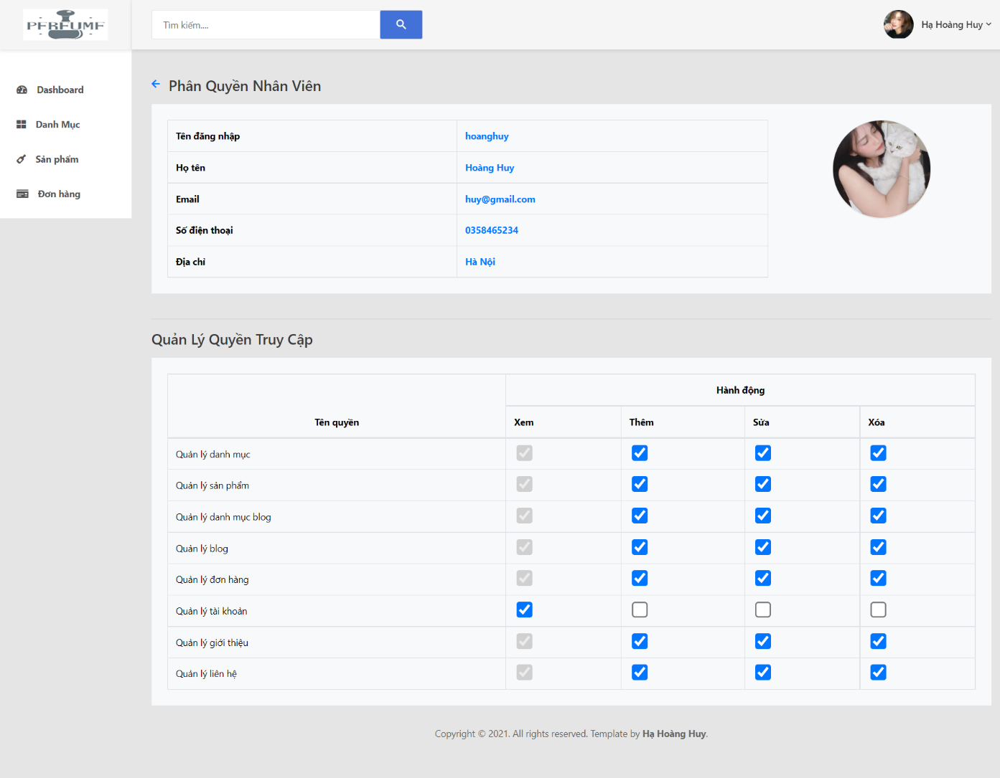 PERFUME
Tìm kiếm....
Hạ Hoàng Huy
Dashboard
Danh Mục
Sản phẩm
Đơn hàng
Phân Quyền Nhân Viên
Tên đăng nhập hoanghuy
Họ tên Hoàng Huy
Email huy@gmail.com
Số điện thoại 0358465234
Địa chỉ Hà Nội
Quản Lý Quyền Truy Cập
Hành động
Tên quyền Xem Thêm Sửa Xóa
Quản lý danh mục
Quản lý sản phẩm
Quản lý danh mục blog
Quản lý blog
Quản lý đơn hàng
Quản lý tài khoản
Quản lý giới thiệu
Quản lý liên hệ
Copyright © 2021. All rights reserved. Template by Hạ Hoàng Huy.